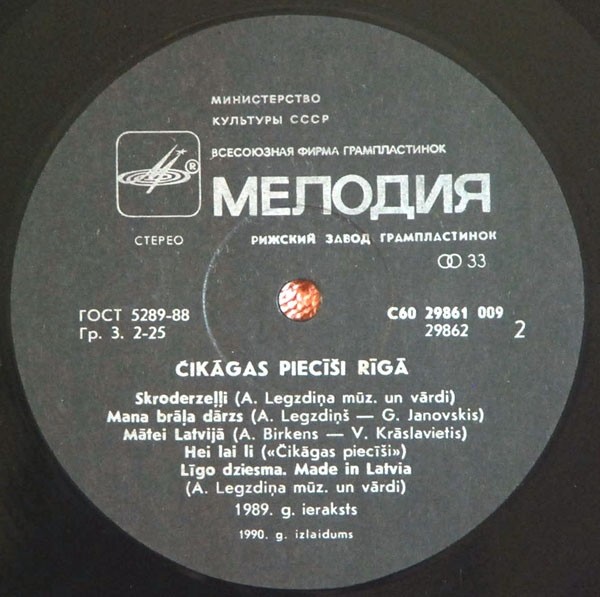 МИНИСТЕРСТВО
КУЛЬТУРЫ СССР
ВСЕСОЮЗНАЯ ФИРМА ГРАМПЛАСТИНОК
®
МЕЛОДИЯ
СТЕРЕО
РИЖСКИЙ ЗАВОД ГРАМПЛАСТИНОК
33
ГОСТ 5289-88
Гр. 3. 2-25
С60 29861 009
29862
2
ČIKĀGAS PIECĪŠI RĪGĀ
Skroderzeļļi (A. Legzdiņa mūz. un vārdi)
Mana brāļa dārzs (A. Legzdiņš — G. Janovskis)
Mātei Latvijā (A. Birkens — V. Krāslavietis)
Hei lai li («Čikāgas piecīši»)
Līgo dziesma. Made in Latvia
(A. Legzdiņa mūz. un vārdi)
1989. g. ieraksts
1990. g. izlaidums